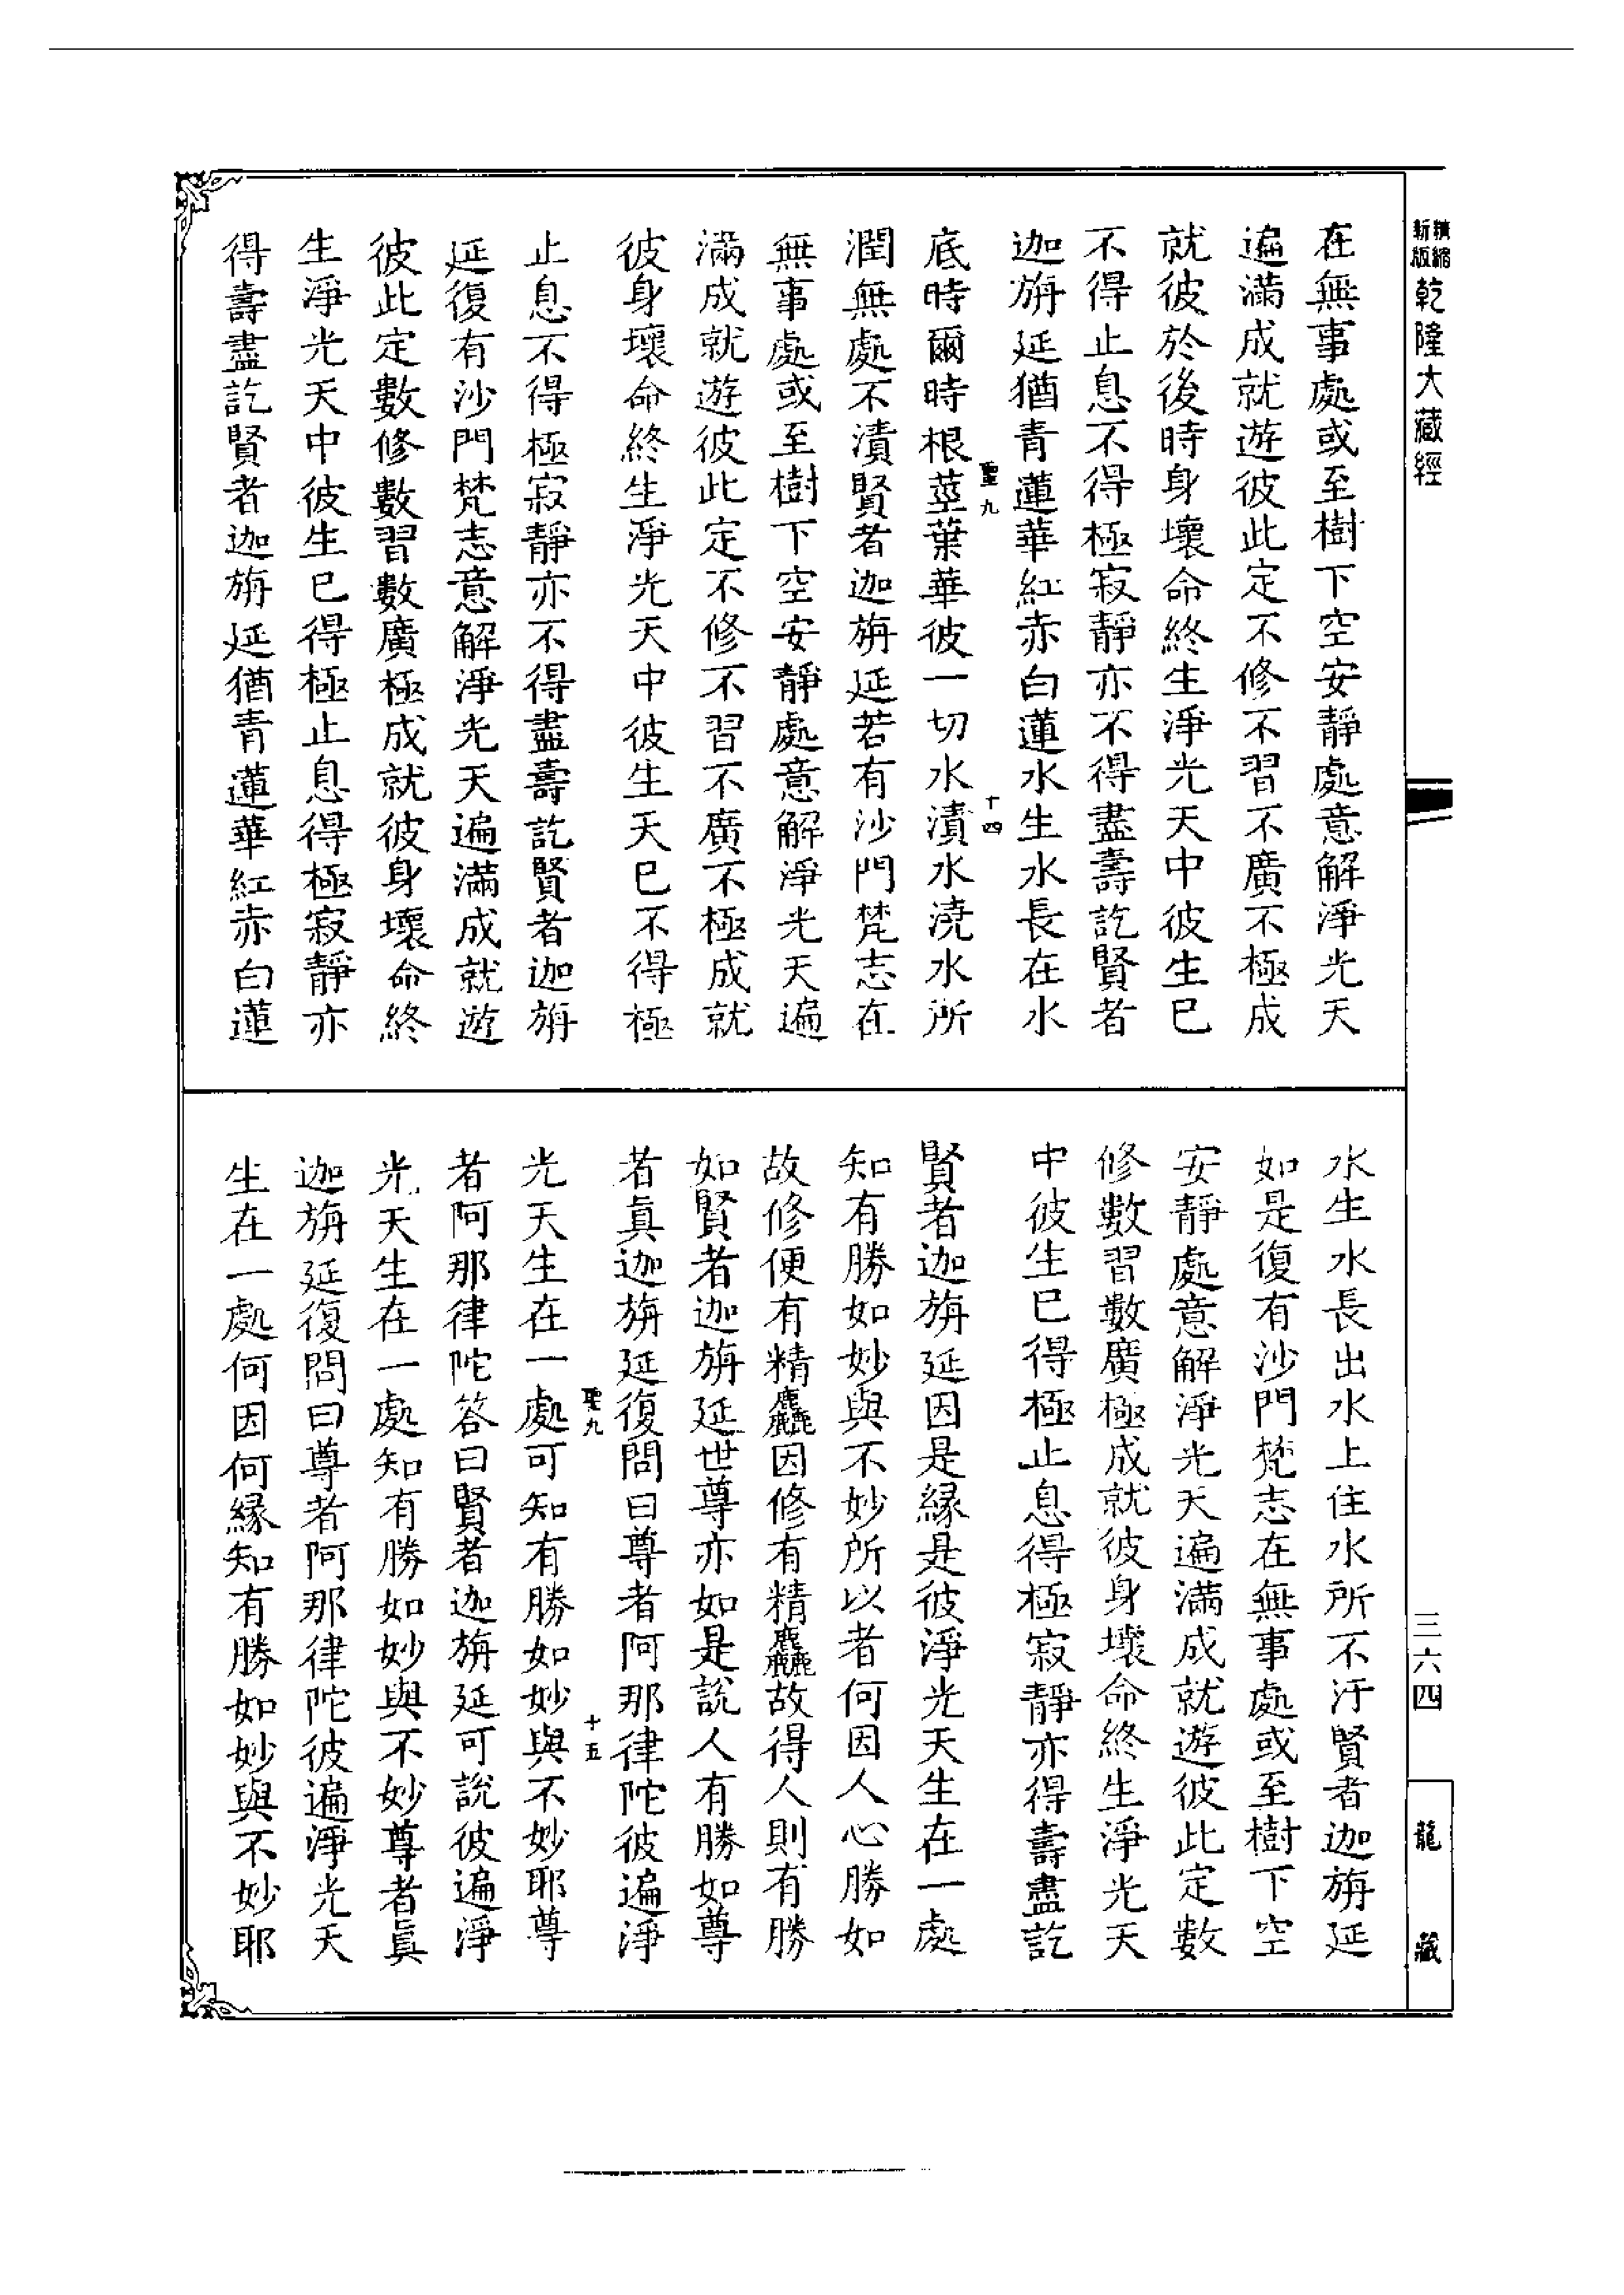 精縮
新版
乾隆大藏經
三六四
龍藏
在無事處或至樹下空安靜處意解淨光天
遍滿成就遊彼此定不修不習不廣不極成
就彼於後時身壞命終生淨光天中彼生已
不得止息不得極寂靜亦不得盡壽訖賢者
迦旃延猶青蓮華紅赤白蓮水生水長在水
聖九
十四
底時爾時根莖葉華彼一切水漬水澆水所
潤無處不漬賢者迦旃延若有沙門梵志在
無事處或至樹下空安靜處意解淨光天遍
滿成就遊彼此定不修不習不廣不極成就
彼身壞命終生淨光天中彼生天已不得極
止息不得極寂靜亦不得盡壽訖賢者迦旃
延復有沙門梵志意解淨光天遍滿成就遊
彼此定數修數習數廣極成就彼身壞命終
生淨光天中彼生已得極止息得極寂靜亦
得壽盡訖賢者迦旃延猶青蓮華紅赤白蓮
水生水長出水上住水所不汙賢者迦旃延
如是復有沙門梵志在無事處或至樹下空
安靜處意解淨光天遍滿成就遊彼此定數
修數習數廣極成就彼身壞命終生淨光天
中彼生已得極止息得極寂靜亦得壽盡訖
賢者迦旃延因是緣是彼淨光天生在一處
知有勝如妙與不妙所以者何因人心勝如
故修便有精麤因修有精麤故得人則有勝
如賢者迦旃延世尊亦如是說人有勝如尊
者真迦旃延復問曰尊者阿那律陀彼遍淨
聖九
十五
光天生在一處可知有勝如妙與不妙耶尊
者阿那律陀答曰賢者迦旃延可說彼遍淨
光天生在一處知有勝如妙與不妙尊者真
迦旃延復問曰尊者阿那律陀彼遍淨光天
生在一處何因何緣知有勝如妙與不妙耶